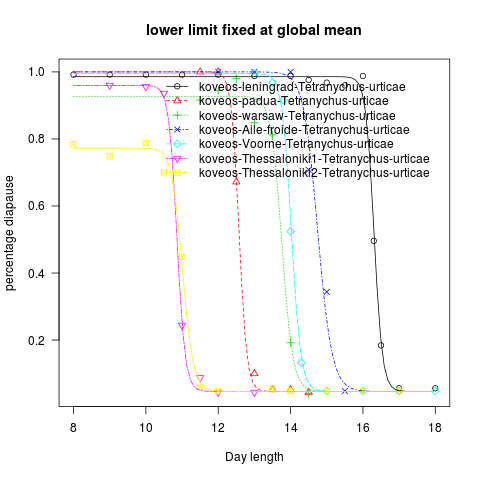 lower limit fixed at global mean
percentage diapause
1.0
0.8
0.6
0.4
0.2
koveos-leningrad-Tetranychus-urticae
koveos-padua-Tetranychus-urticae
koveos-warsaw-Tetranychus-urticae
koveos-Aile-froide-Tetranychus-urticae
koveos-Voorne-Tetranychus-urticae
koveos-Thessaloniki1-Tetranychus-urticae
koveos-Thessaloniki2-Tetranychus-urticae
8 10 12 14 16 18
Day length